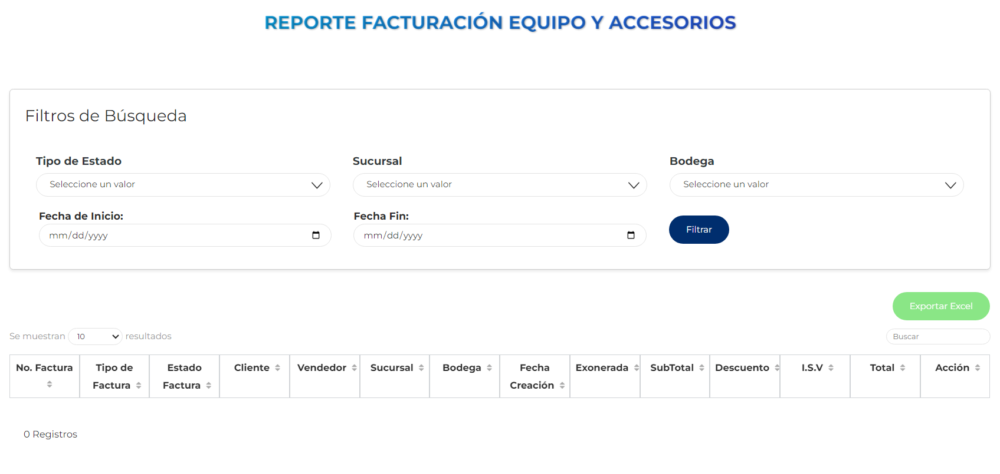 REPORTE FACTURACIÓN EQUIPO Y ACCESORIOS
Filtros de Búsqueda
Tipo de Estado
Seleccione un valor
Sucursal
Seleccione un valor
Bodega
Seleccione un valor
Fecha de Inicio:
mm/dd/yyyy
Fecha Fin:
mm/dd/yyyy
Filtrar
Exportar Excel
Se muestran 10 resultados
Buscar
No. Factura
Tipo de
Factura
Estado
Factura
Cliente
Vendedor
Sucursal
Bodega
Fecha
Creación
Exonerada
SubTotal
Descuento
I.S.V
Total
Acción
0 Registros